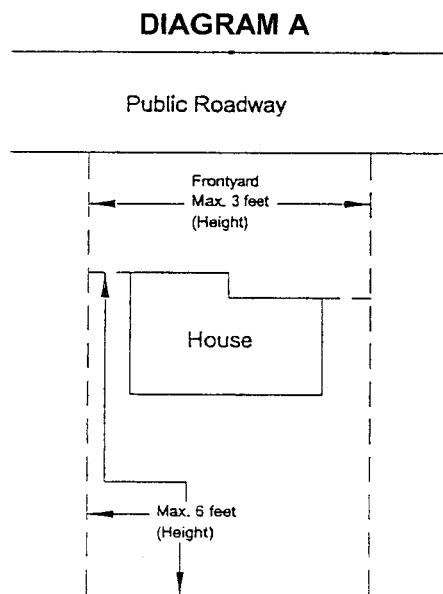 DIAGRAM A
Public Roadway
Frontyard
Max. 3 feet
(Height)
House
Max. 6 feet
(Height)